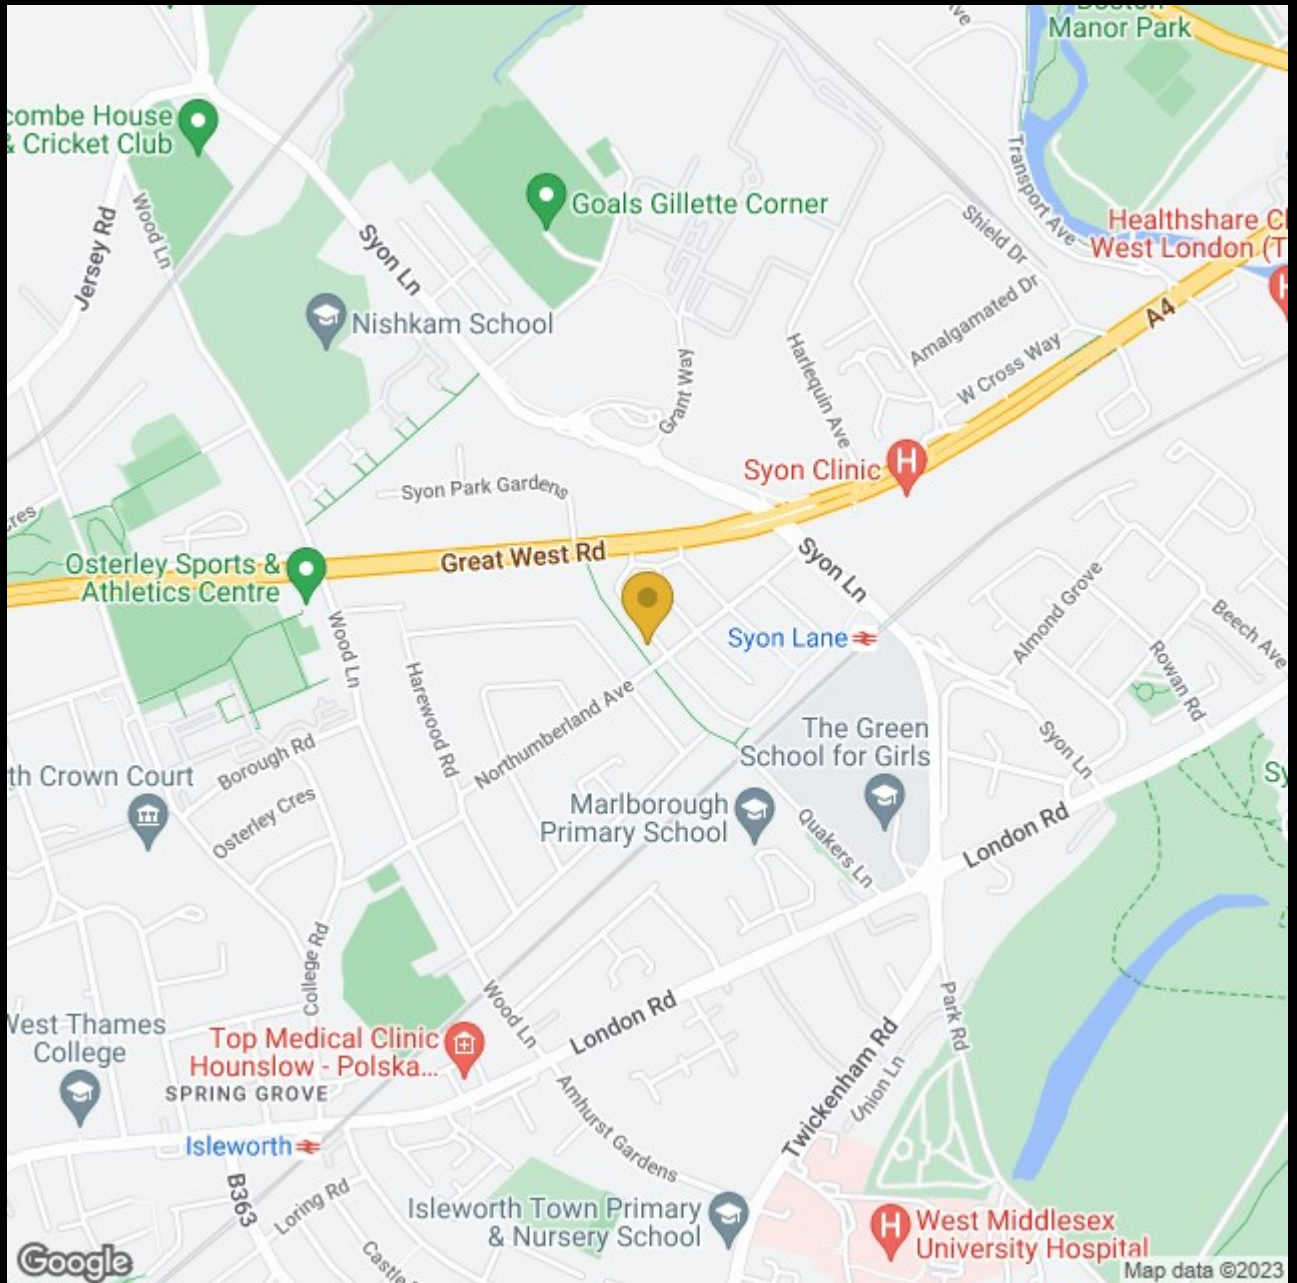 Manor Park
combe House
& Cricket Club
Goals Gillette Corner
Transport Ave
Shield Dr
Healthshare Cl
West London (T
Wood Ln
Jersey Rd
Syon Ln
Nishkam School
Amalgamated Dr
A4
Harlequin Ave
W Cross Way
Grant Way
Syon Clinic
Syon Park Gardens
cres
Great West Rd
Osterley Sports &
Athletics Centre
Syon Ln
Almond Grove
Beech Ave
Wood Ln
Syon Lane
Rowan Rd
Harewood Rd
Northumberland Ave
The Green
School for Girls
Syon Ln
Borough Rd
th Crown Court
Osterley Cres
Marlborough
Primary School
Sy
Quakers Ln
London Rd
College Rd
Wood Ln
London Rd
Park Rd
West Thames
College
Top Medical Clinic
Hounslow - Polska...
SPRING GROVE
Twickenham Rd
Union Ln
Amhurst Gardens
Isleworth
B363
Loring Rd
Isleworth Town Primary
& Nursery School
West Middlesex
University Hospital
Castle
Google
Map data ©2023